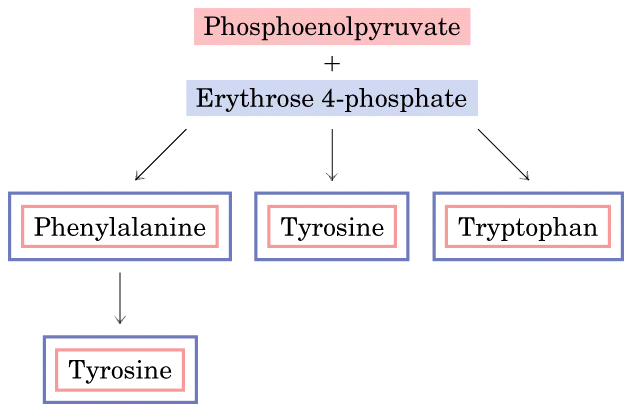 Phosphoenolpyruvate
+
Erythrose 4-phosphate
Phenylalanine
Tyrosine
Tryptophan
Tyrosine